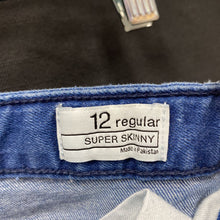 12 regular
SUPER SKINNY
Made in Pakistan